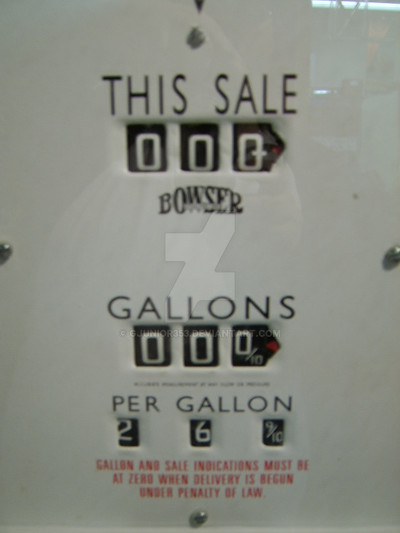 THIS SALE
000
BOWSER
GALLONS
000/10
PER GALLON
2 6 9/10
GALLON AND SALE INDICATIONS MUST BE
AT ZERO WHEN DELIVERY IS BEGUN
UNDER PENALTY OF LAW